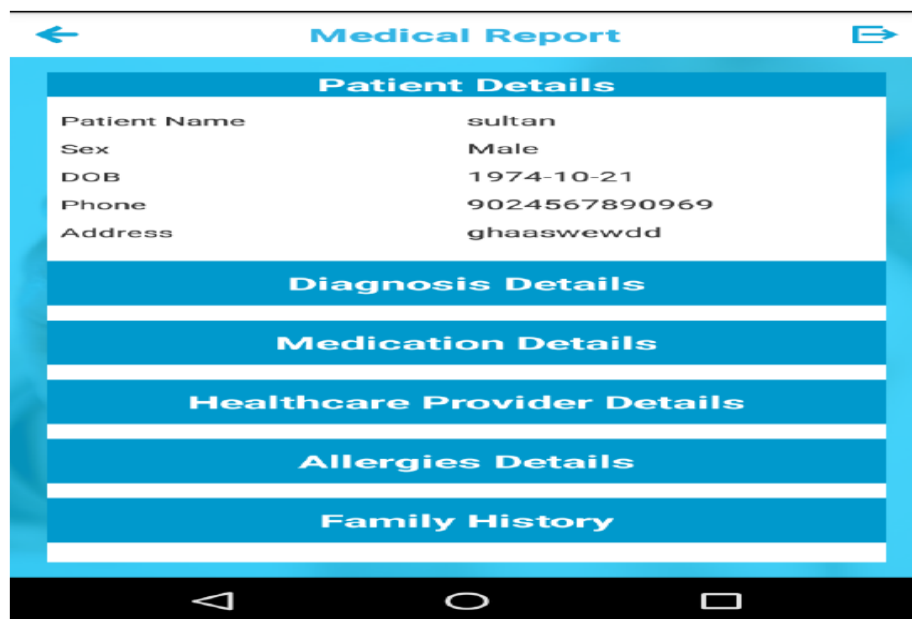 Medical Report
Patient Details
Patient Name sultan
Sex Male
DOB 1974-10-21
Phone 9024567890969
Address ghaaswewdd
Diagnosis Details
Medication Details
Healthcare Provider Details
Allergies Details
Family History